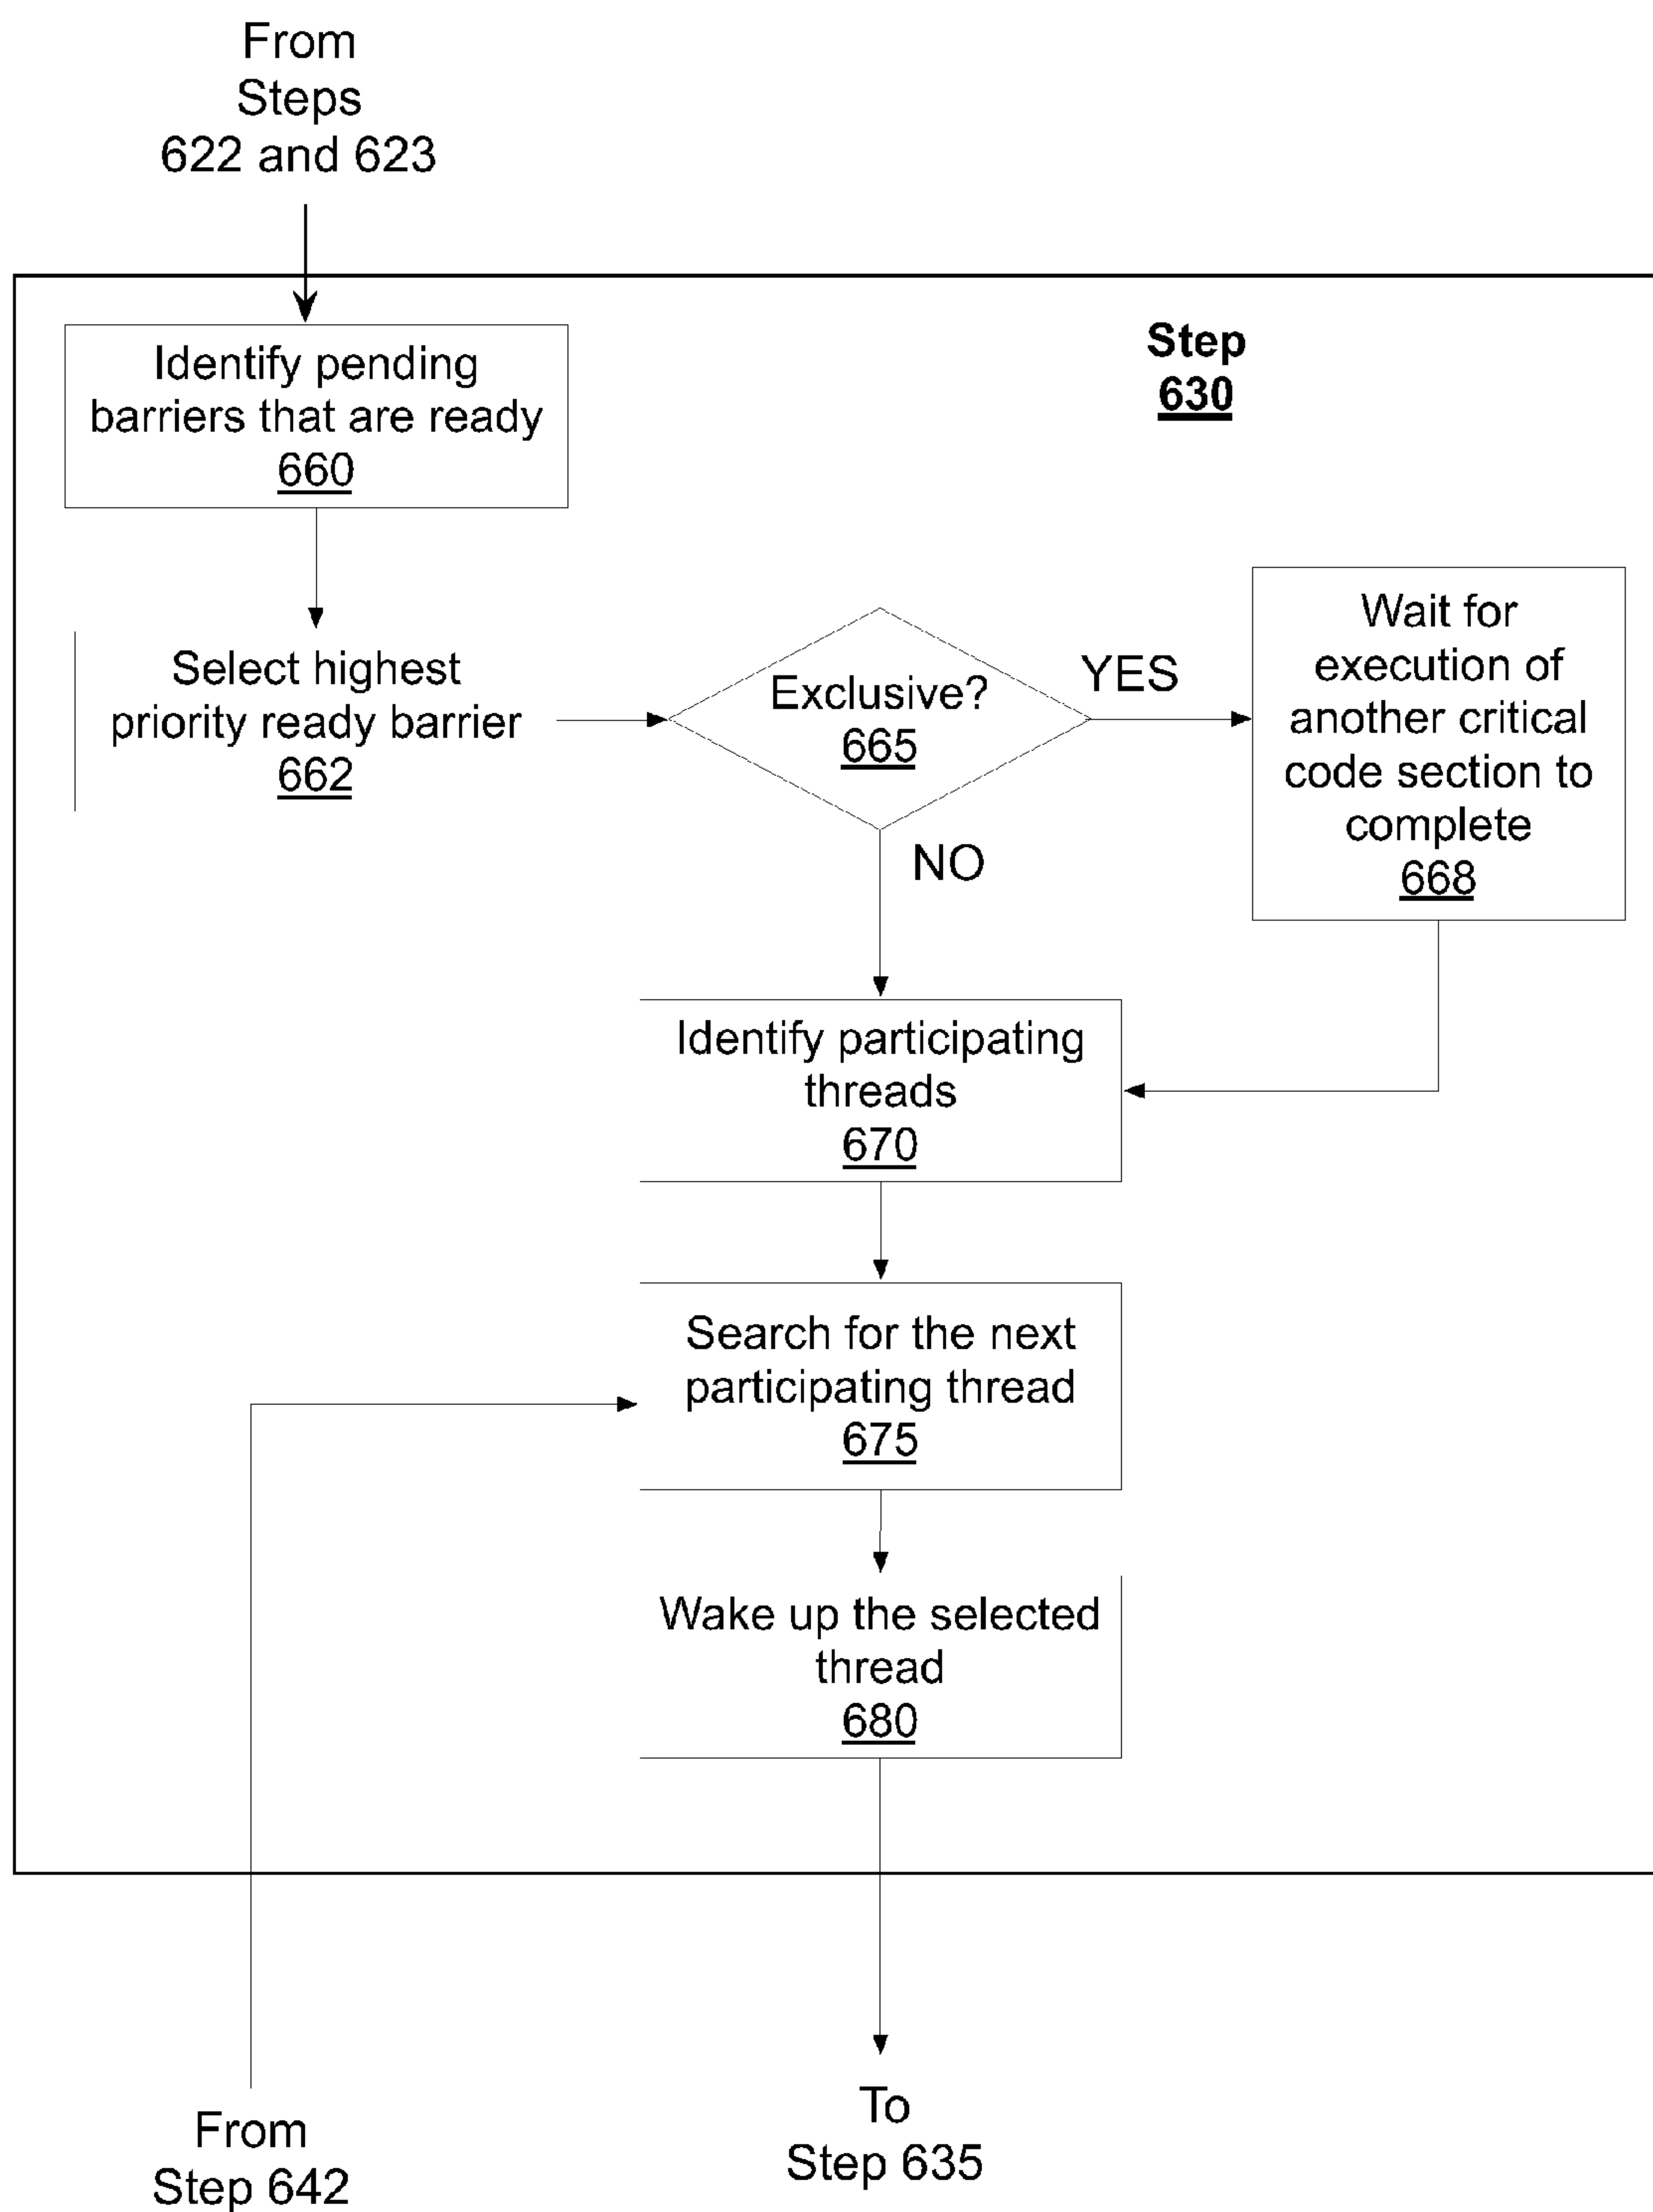 From
Steps
622 and 623
Step
630
Identify pending
barriers that are ready
660
Select highest
priority ready barrier
662
Exclusive?
665
YES
Wait for
execution of
another critical
code section to
complete
668
NO
Identify participating
threads
670
Search for the next
participating thread
675
Wake up the selected
thread
680
From
Step 642
To
Step 635